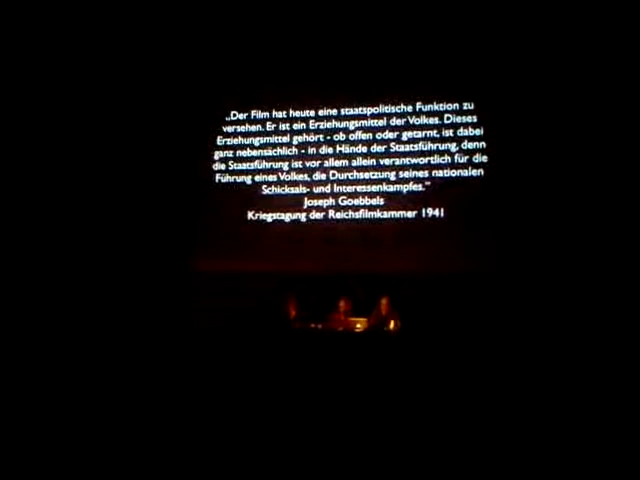 „Der Film hat heute eine staatspolitische Funktion zu
versehen. Er ist ein Erziehungsmittel der Volkes. Dieses
Erziehungsmittel gehört - ob offen oder getarnt, ist dabei
ganz nebensächlich - in die Hände der Staatsführung, denn
die Staatsführung ist vor allem allein verantwortlich für die
Führung eines Volkes, die Durchsetzung seines nationalen
Schicksals- und Interessenkampfes."
Joseph Goebbels
Kriegstagung der Reichsfilmkammer 1941